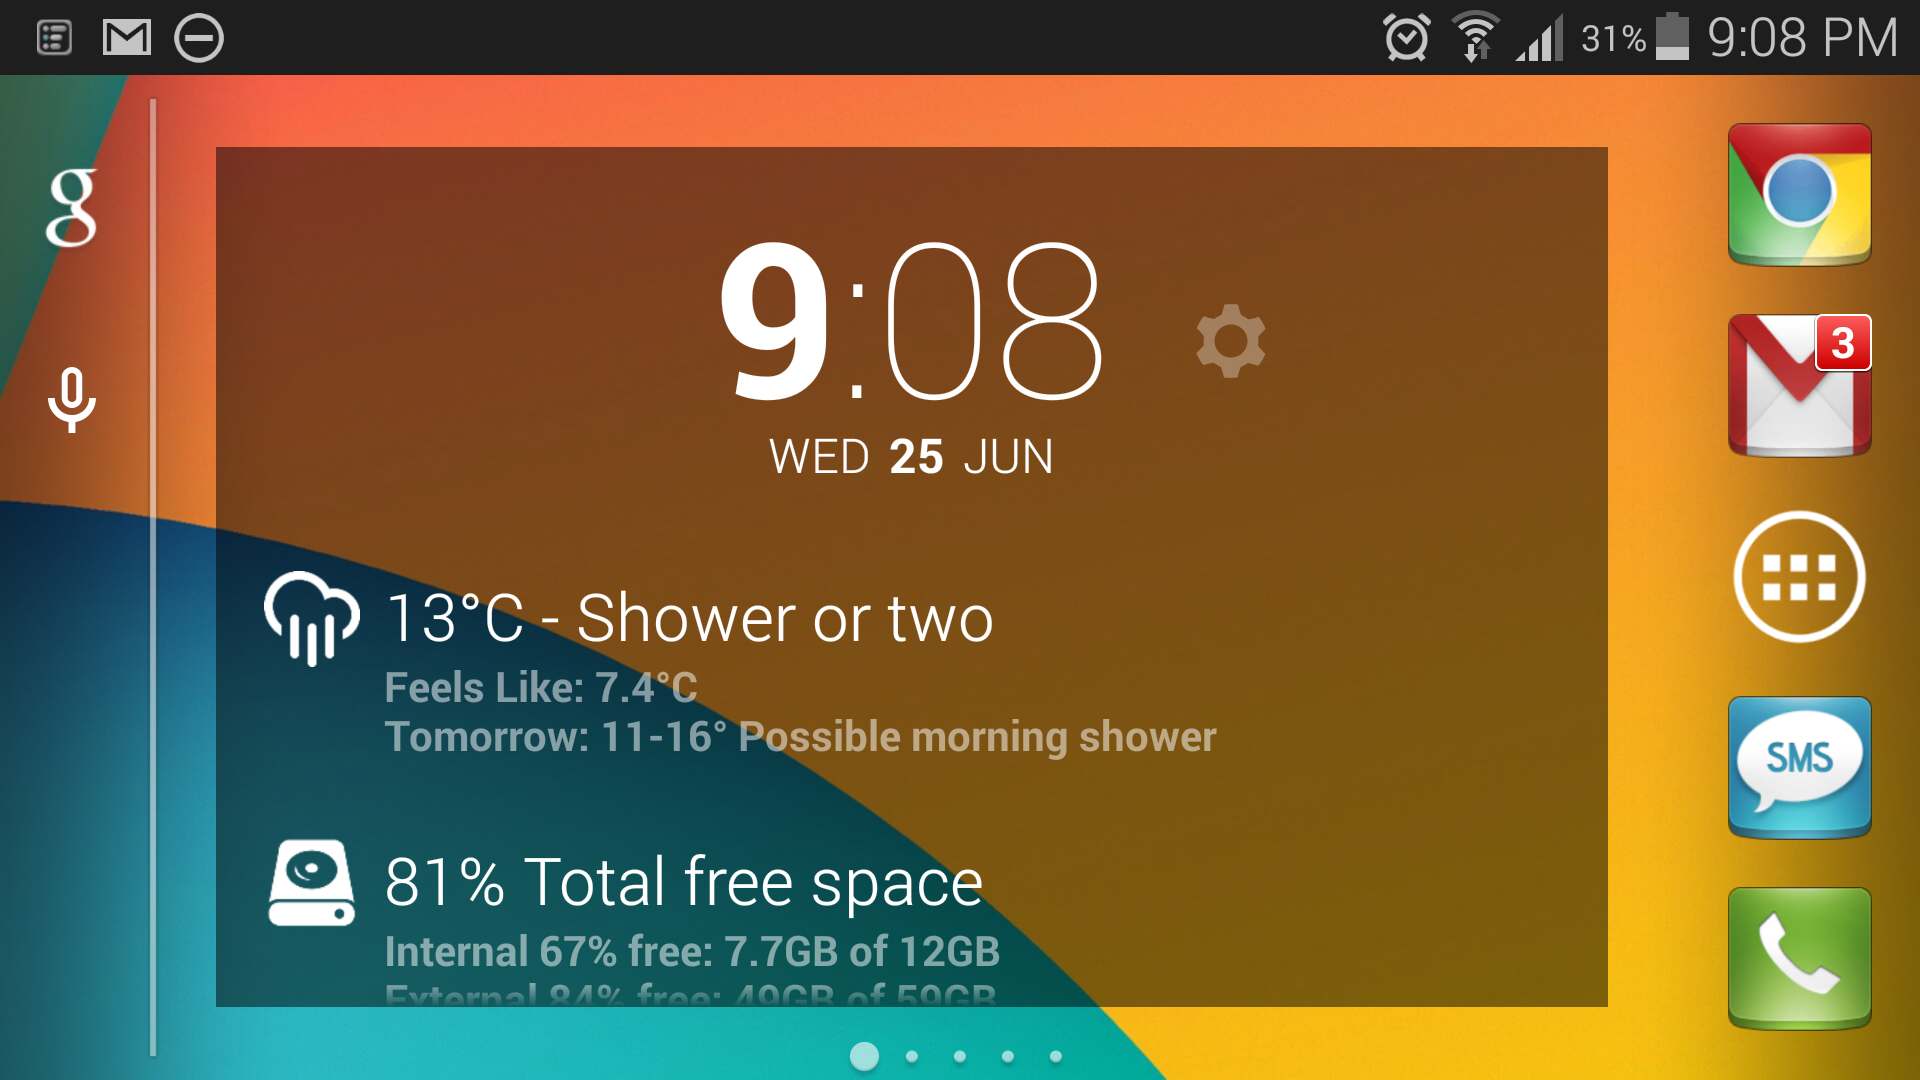 31% 9:08 PM
g
9:08
WED 25 JUN
13°C - Shower or two
Feels Like: 7.4°C
Tomorrow: 11-16° Possible morning shower
81% Total free space
Internal 67% free: 7.7GB of 12GB
External 84% free: 49GB of 59GB
3
SMS